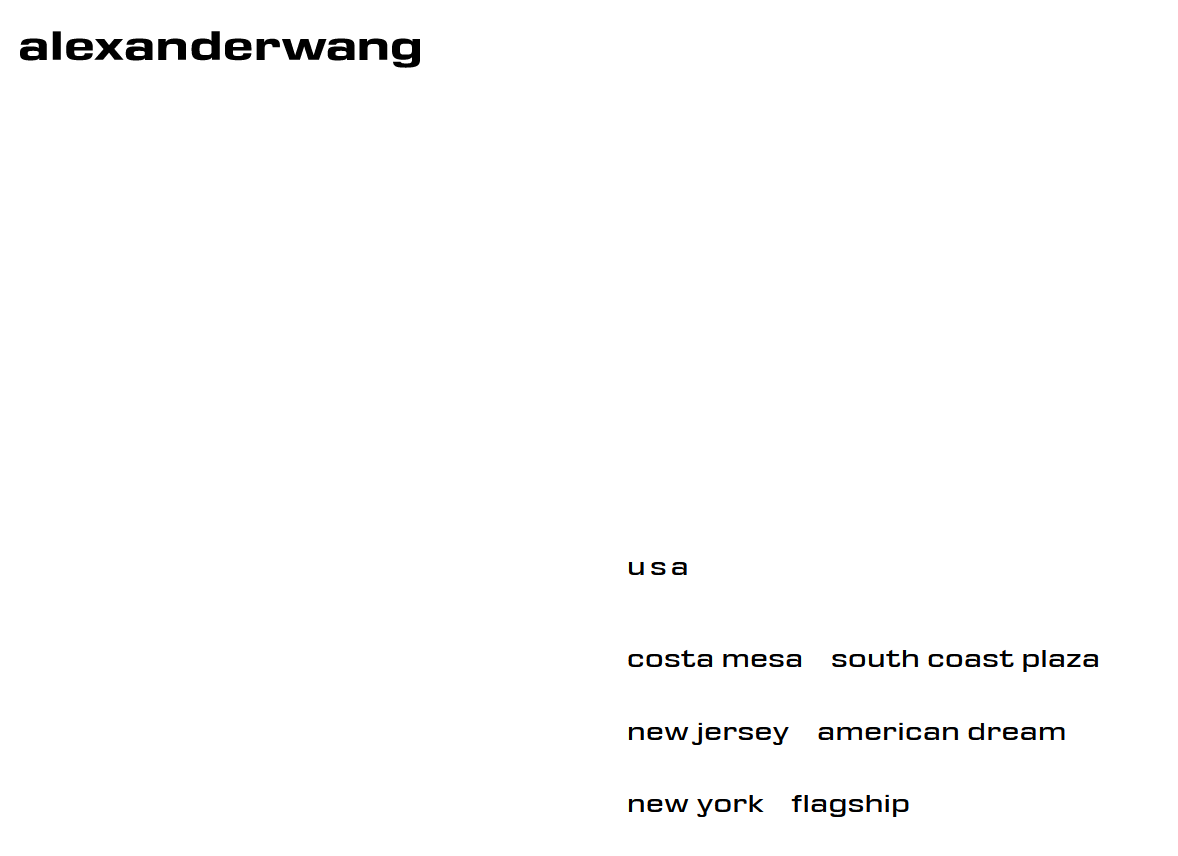 alexanderwang
usa
costa mesa south coast plaza
new jersey american dream
new york flagship